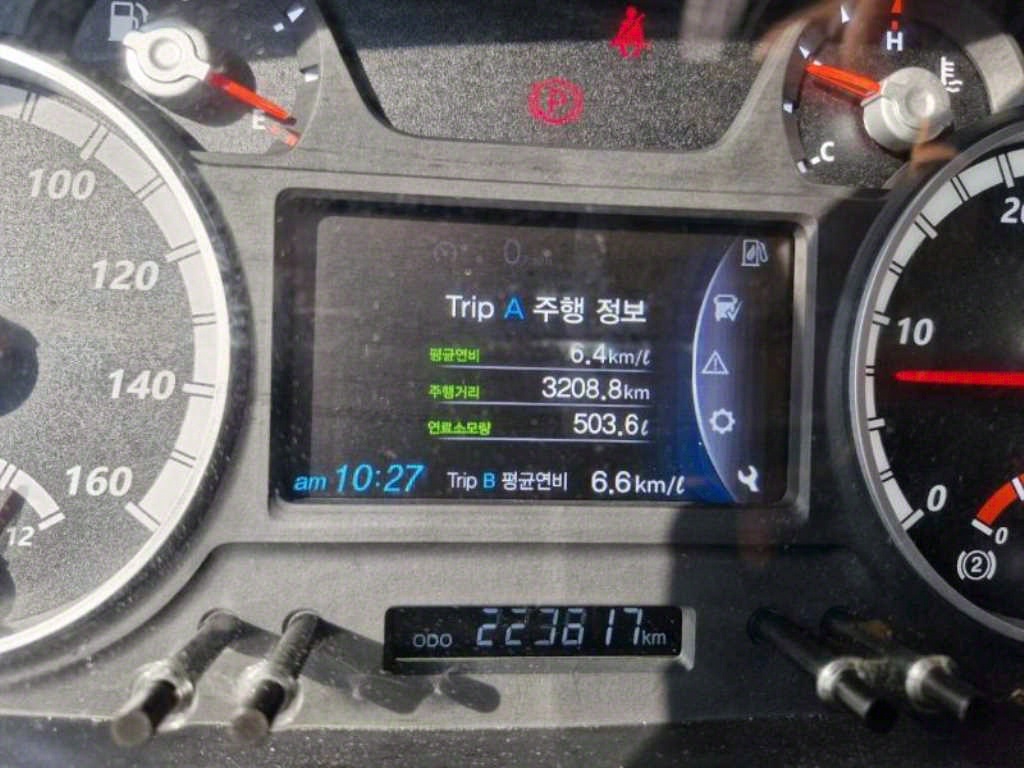 E
H
C
100
120
140
160
12
0
Trip A 주행 정보
평균연비 6.4km/ℓ
주행거리 3208.8km
연료소모량 503.6ℓ
am 10:27 Trip B 평균연비 6.6km/ℓ
10
0
0
2
P
ODO 223817km